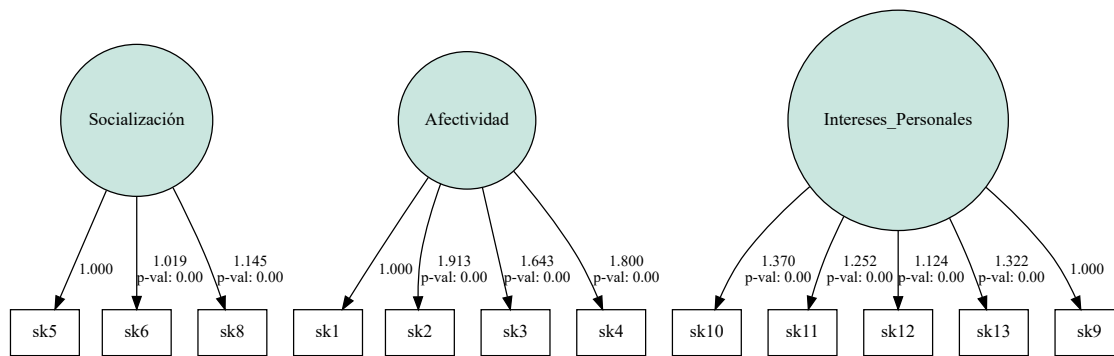 Socialización
Afectividad
Intereses_Personales
1.000
1.019
p-val: 0.00
1.145
p-val: 0.00
1.000
1.913
p-val: 0.00
1.643
p-val: 0.00
1.800
p-val: 0.00
1.370
p-val: 0.00
1.252
p-val: 0.00
1.124
p-val: 0.00
1.322
p-val: 0.00
1.000
sk5
sk6
sk8
sk1
sk2
sk3
sk4
sk10
sk11
sk12
sk13
sk9